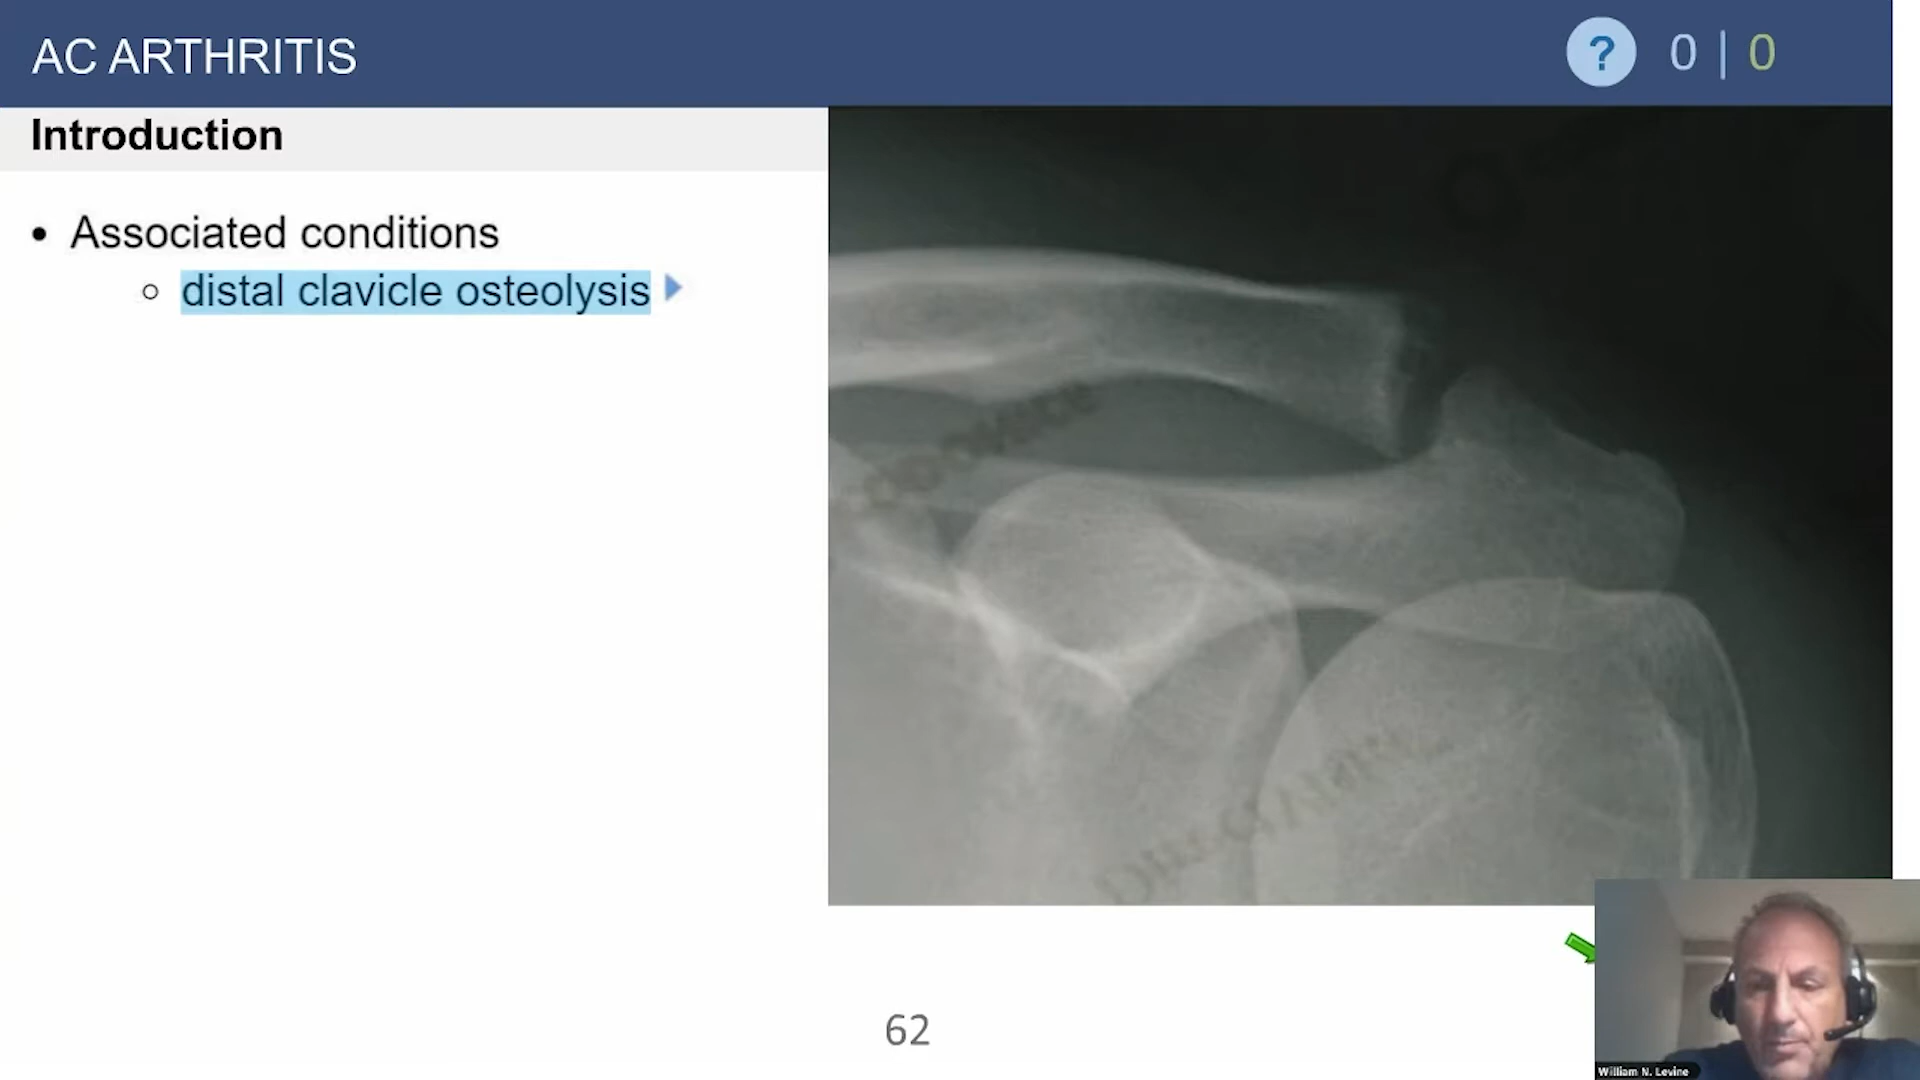 AC ARTHRITIS
? 0 | 0
Introduction
• Associated conditions
○ distal clavicle osteolysis
62
William N. Levine